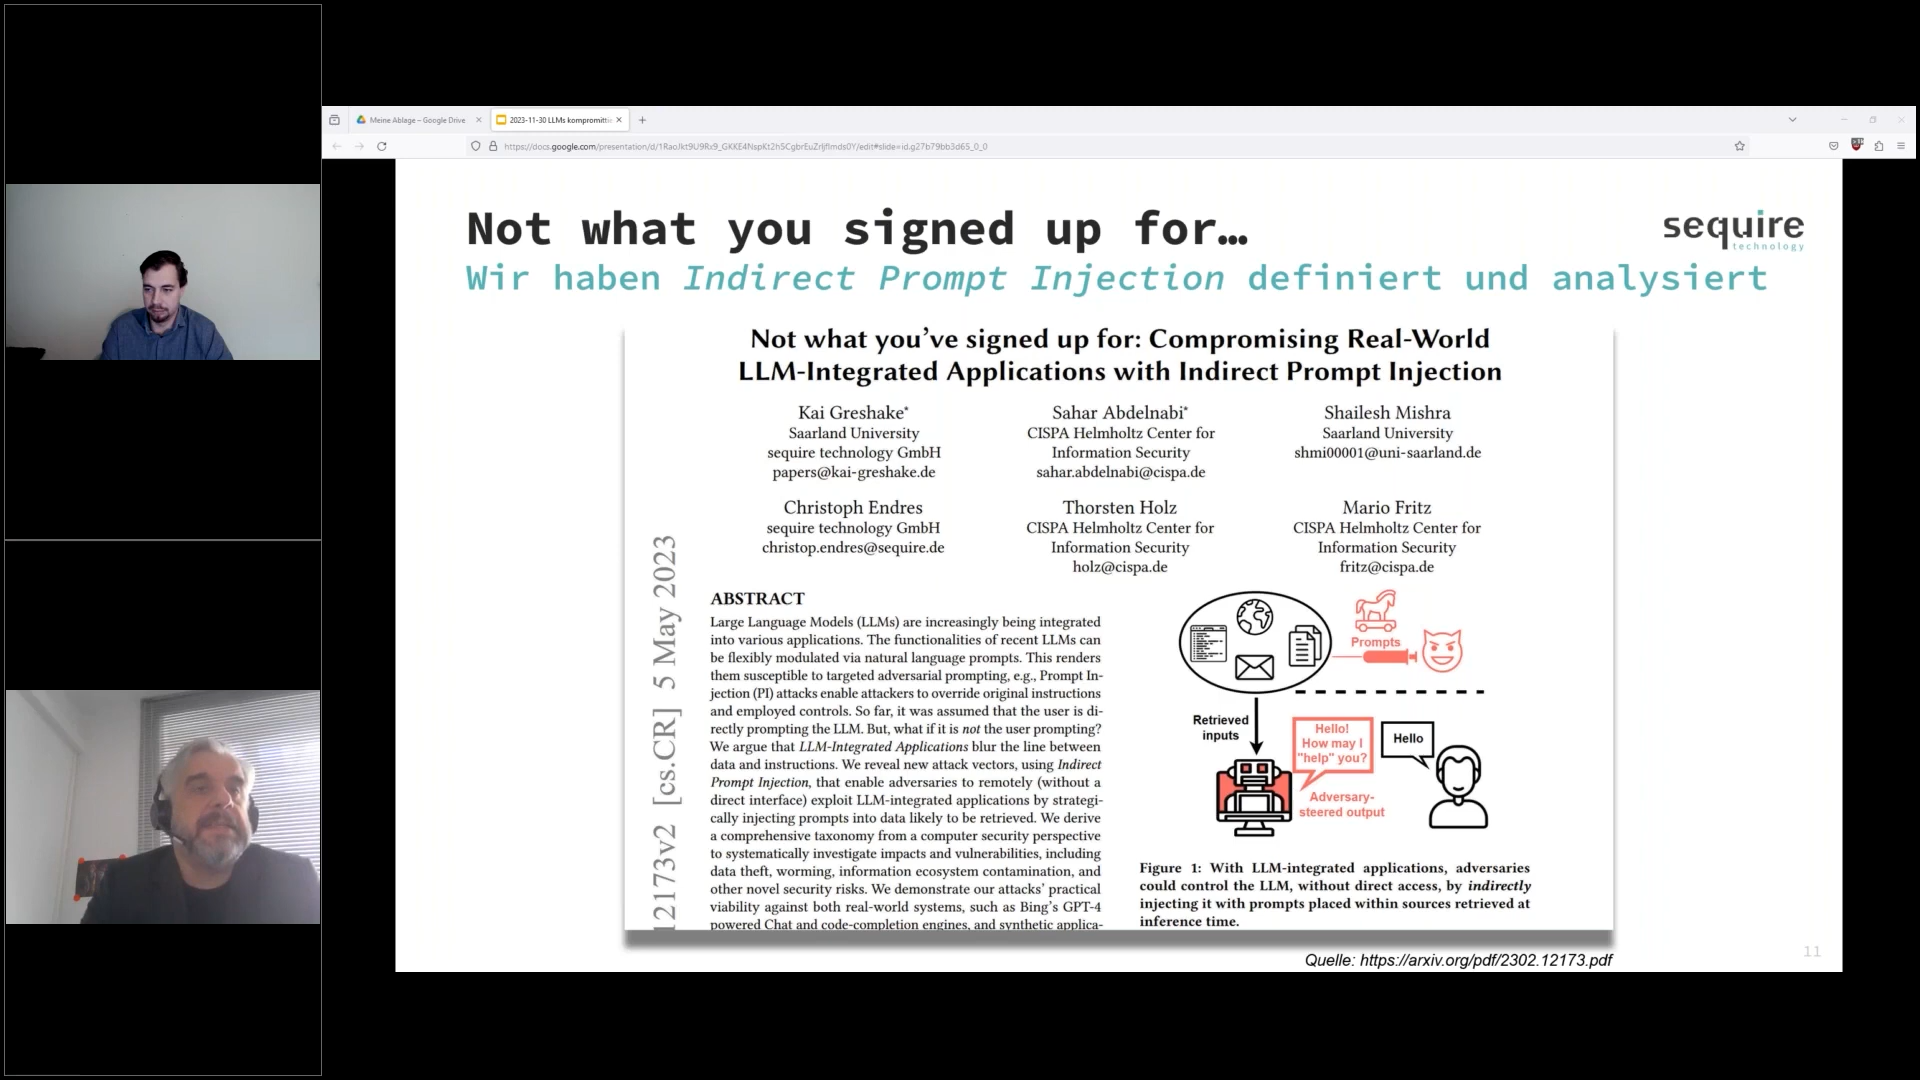 Meine Ablage – Google Drive
2023-11-30 LLMs kompromitti
Not what you signed up for…
sequire
technology
Wir haben Indirect Prompt Injection definiert und analysiert
Not what you've signed up for: Compromising Real-World
LLM-Integrated Applications with Indirect Prompt Injection
Kai Greshake*
Saarland University
sequire technology GmbH
papers@kai-greshake.de
Sahar Abdelnabi*
CISPA Helmholtz Center for
Information Security
sahar.abdelnabi@cispa.de
Shailesh Mishra
Saarland University
shmi00001@uni-saarland.de
Christoph Endres
sequire technology GmbH
christop.endres@sequire.de
Thorsten Holz
CISPA Helmholtz Center for
Information Security
holz@cispa.de
Mario Fritz
CISPA Helmholtz Center for
Information Security
fritz@cispa.de
12173v2 [cs.CR] 5 May 2023
ABSTRACT
Large Language Models (LLMs) are increasingly being integrated
into various applications. The functionalities of recent LLMs can
be flexibly modulated via natural language prompts. This renders
them susceptible to targeted adversarial prompting, e.g., Prompt In-
jection (PI) attacks enable attackers to override original instructions
and employed controls. So far, it was assumed that the user is di-
rectly prompting the LLM. But, what if it is not the user prompting?
We argue that LLM-Integrated Applications blur the line between
data and instructions. We reveal new attack vectors, using Indirect
Prompt Injection, that enable adversaries to remotely (without a
direct interface) exploit LLM-integrated applications by strategi-
cally injecting prompts into data likely to be retrieved. We derive
a comprehensive taxonomy from a computer security perspective
to systematically investigate impacts and vulnerabilities, including
data theft, worming, information ecosystem contamination, and
other novel security risks. We demonstrate our attacks' practical
viability against both real-world systems, such as Bing's GPT-4
powered Chat and code-completion engines, and synthetic applica-
Prompts
Retrieved
inputs
Hello!
How may I
"help" you?
Hello
Adversary-
steered output
Figure 1: With LLM-integrated applications, adversaries
could control the LLM, without direct access, by indirectly
injecting it with prompts placed within sources retrieved at
inference time.
Quelle: https://arxiv.org/pdf/2302.12173.pdf
11